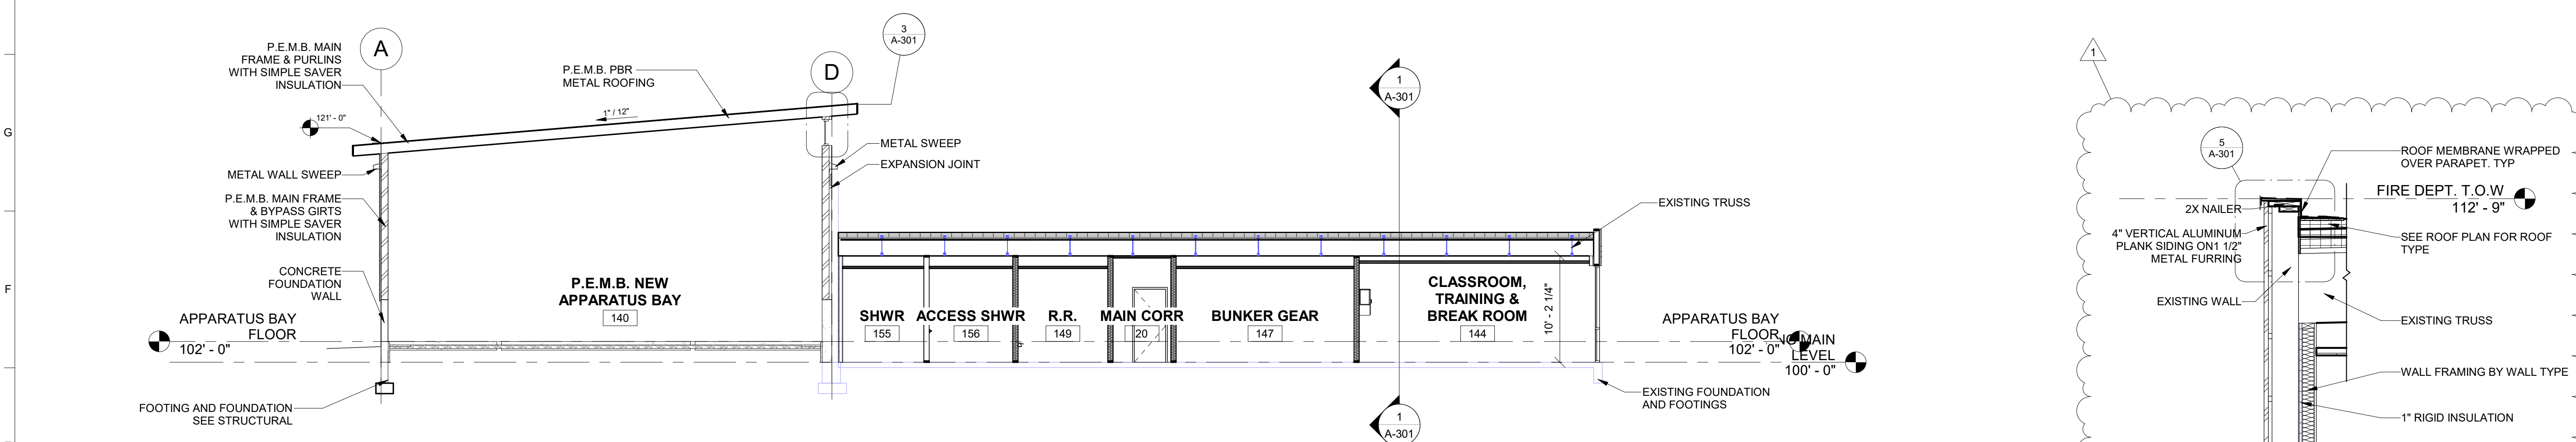 G
F
P.E.M.B. MAIN
FRAME & PURLINS
WITH SIMPLE SAVER
INSULATION
A
P.E.M.B. PBR
METAL ROOFING
1" / 12"
121' - 0"
D
3
A-301
METAL SWEEP
EXPANSION JOINT
METAL WALL SWEEP
P.E.M.B. MAIN FRAME
& BYPASS GIRTS
WITH SIMPLE SAVER
INSULATION
CONCRETE
FOUNDATION
WALL
APPARATUS BAY
FLOOR
102' - 0"
FOOTING AND FOUNDATION
SEE STRUCTURAL
P.E.M.B. NEW
APPARATUS BAY
140
SHWR
155
ACCESS SHWR
156
R.R.
149
MAIN CORR
20
BUNKER GEAR
147
1
A-301
CLASSROOM,
TRAINING &
BREAK ROOM
144
10' - 2 1/4"
1
A-301
EXISTING TRUSS
APPARATUS BAY
FLOOR
102' - 0"
MAIN
LEVEL
100' - 0"
EXISTING FOUNDATION
AND FOOTINGS
1
5
A-301
ROOF MEMBRANE WRAPPED
OVER PARAPET. TYP
FIRE DEPT. T.O.W
112' - 9"
2X NAILER
4" VERTICAL ALUMINUM
PLANK SIDING ON1 1/2"
METAL FURRING
SEE ROOF PLAN FOR ROOF
TYPE
EXISTING WALL
EXISTING TRUSS
WALL FRAMING BY WALL TYPE
1" RIGID INSULATION